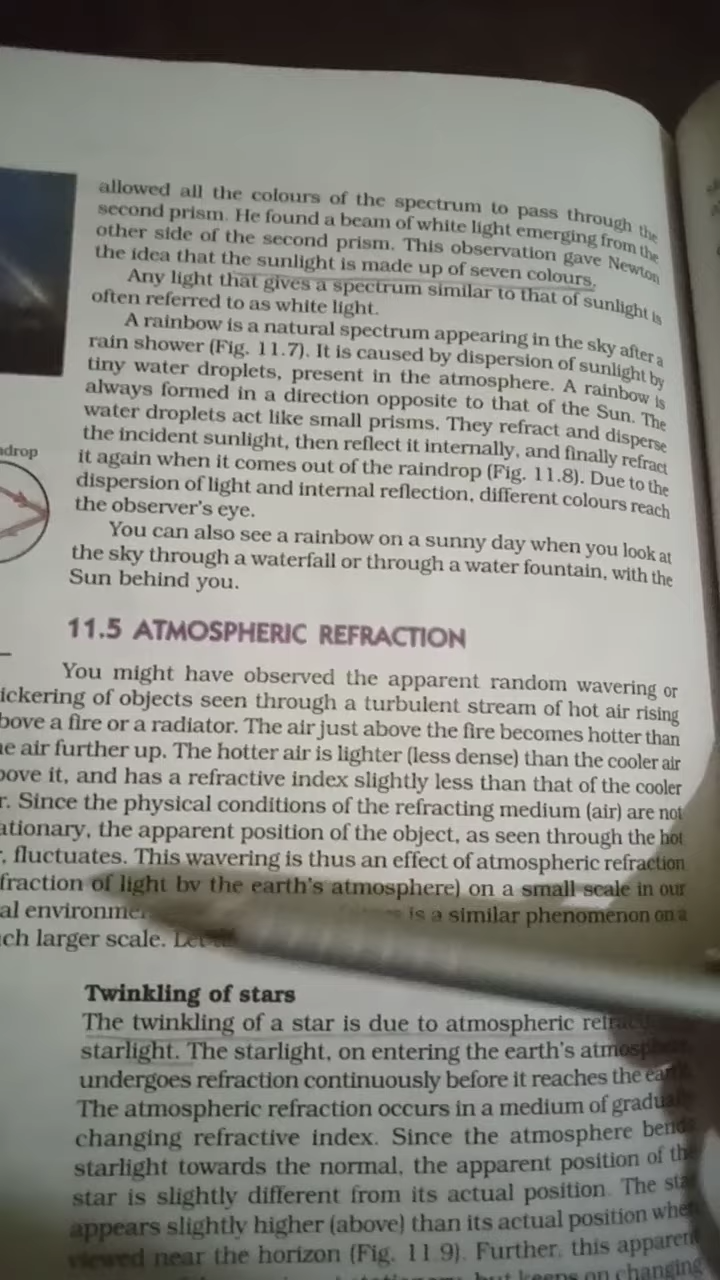 allowed all the colours of the spectrum to pass through the
second prism. He found a beam of white light emerging from the
other side of the second prism. This observation gave Newton
the idea that the sunlight is made up of seven colours.
Any light that gives a spectrum similar to that of sunlight is
often referred to as white light.
A rainbow is a natural spectrum appearing in the sky after a
rain shower (Fig. 11.7). It is caused by dispersion of sunlight by
tiny water droplets, present in the atmosphere. A rainbow is
always formed in a direction opposite to that of the Sun. The
water droplets act like small prisms. They refract and disperse
the incident sunlight, then reflect it internally, and finally refract
it again when it comes out of the raindrop (Fig. 11.8). Due to the
dispersion of light and internal reflection, different colours reach
the observer's eye.
You can also see a rainbow on a sunny day when you look at
the sky through a waterfall or through a water fountain, with the
Sun behind you.
adrop
11.5 ATMOSPHERIC REFRACTION
You might have observed the apparent random wavering or
ickering of objects seen through a turbulent stream of hot air rising
bove a fire or a radiator. The air just above the fire becomes hotter than
e air further up. The hotter air is lighter (less dense) than the cooler air
bove it, and has a refractive index slightly less than that of the cooler
r. Since the physical conditions of the refracting medium (air) are not
ationary, the apparent position of the object, as seen through the hot
, fluctuates. This wavering is thus an effect of atmospheric refraction
fraction of light by the earth's atmosphere) on a small scale in our
al environmen is a similar phenomenon on a
ch larger scale. Let
Twinkling of stars
The twinkling of a star is due to atmospheric refrac
starlight. The starlight, on entering the earth's atmosp
undergoes refraction continuously before it reaches the ear
The atmospheric refraction occurs in a medium of gradua
changing refractive index. Since the atmosphere bends
starlight towards the normal, the apparent position of the
star is slightly different from its actual position. The star
appears slightly higher (above) than its actual position when
viewed near the horizon (Fig. 11.9). Further, this apparent
but keeps on changing